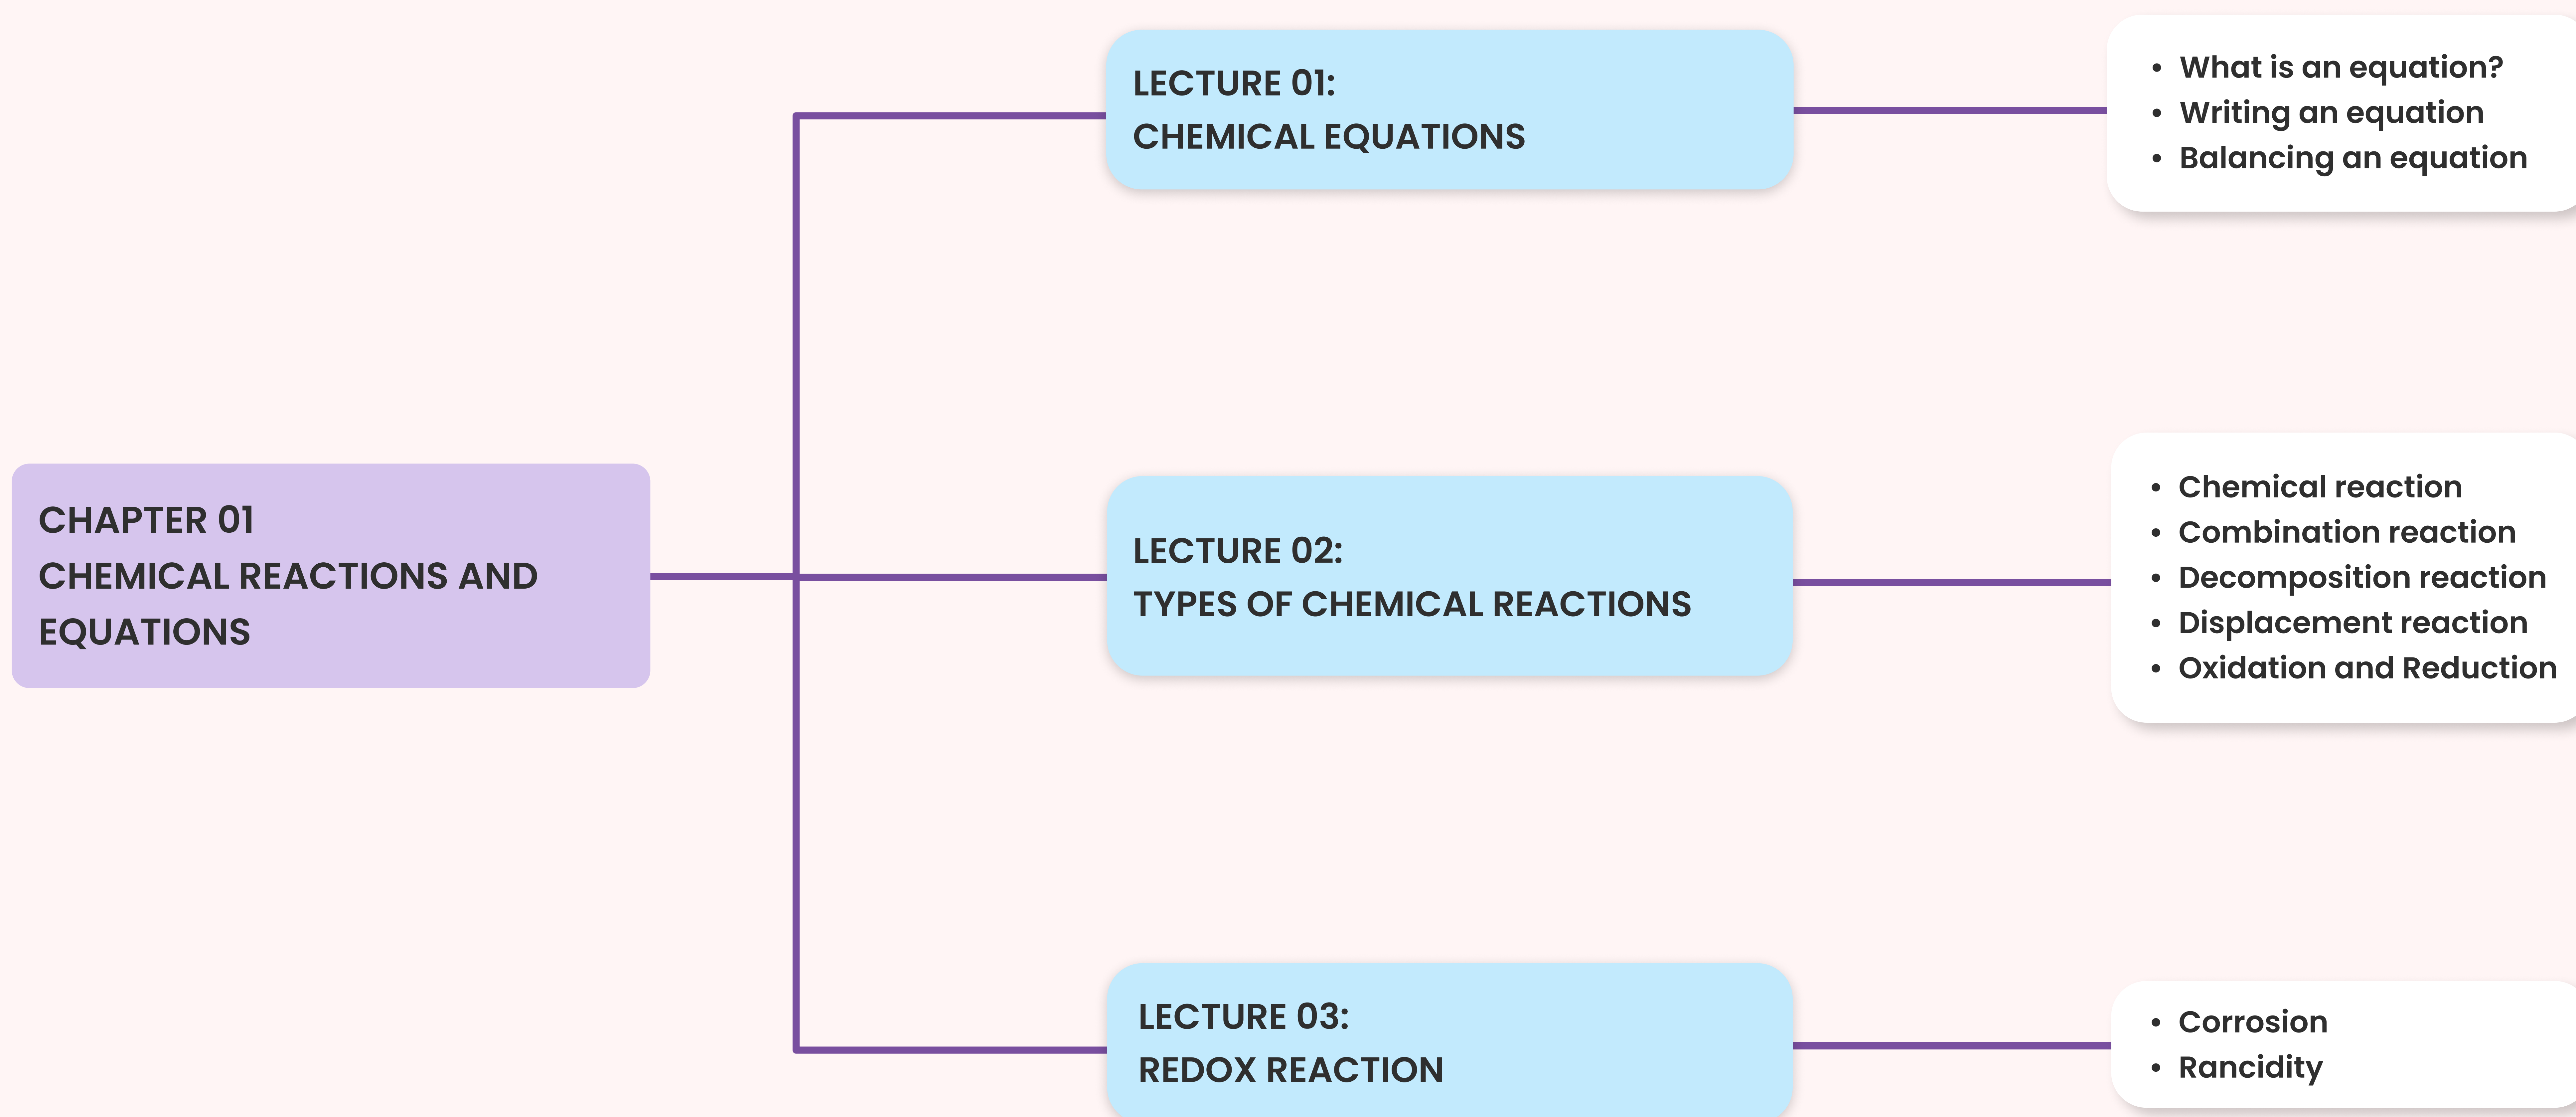 CHAPTER 01
CHEMICAL REACTIONS AND
EQUATIONS
LECTURE 01:
CHEMICAL EQUATIONS
• What is an equation?
• Writing an equation
• Balancing an equation
LECTURE 02:
TYPES OF CHEMICAL REACTIONS
• Chemical reaction
• Combination reaction
• Decomposition reaction
• Displacement reaction
• Oxidation and Reduction
LECTURE 03:
REDOX REACTION
• Corrosion
• Rancidity